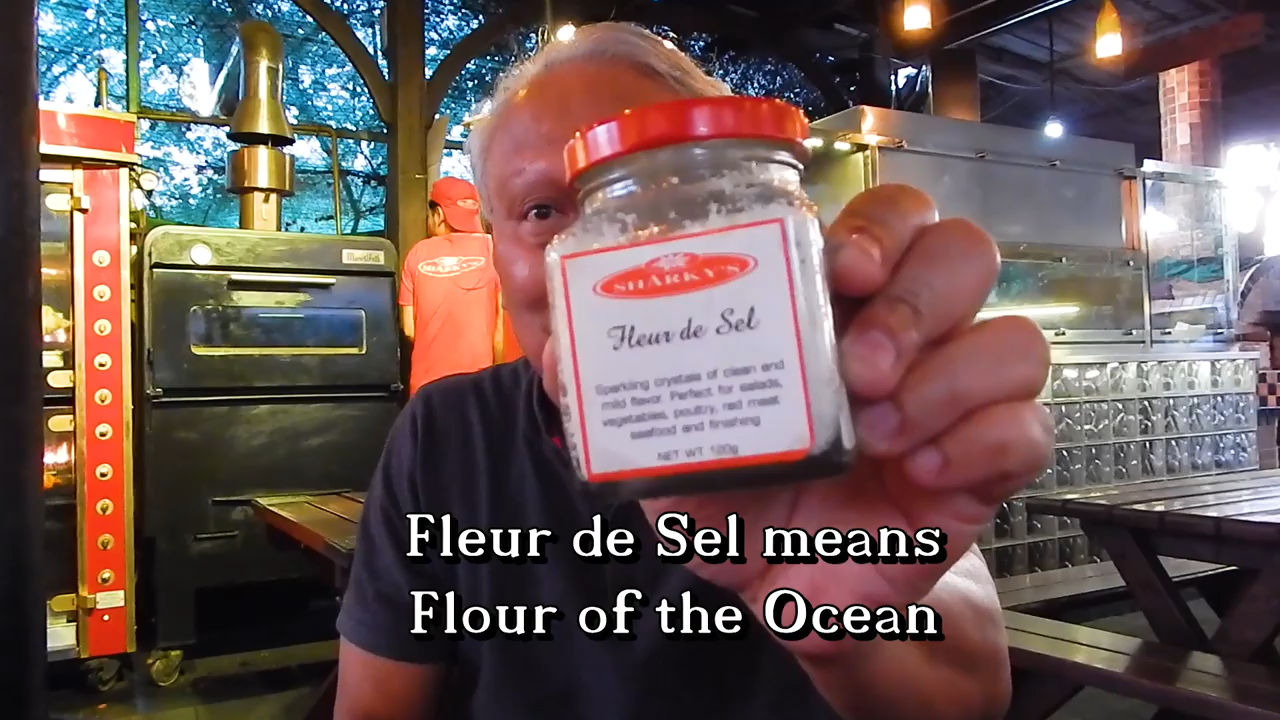 SHARKY'S
SHARKY'S
Fleur de Sel
Sparkling crystals of clean and
mild flavor. Perfect for salads,
vegetables, poultry, red meat
seafood and finishing
NET WT 120g
Fleur de Sel means
Flour of the Ocean